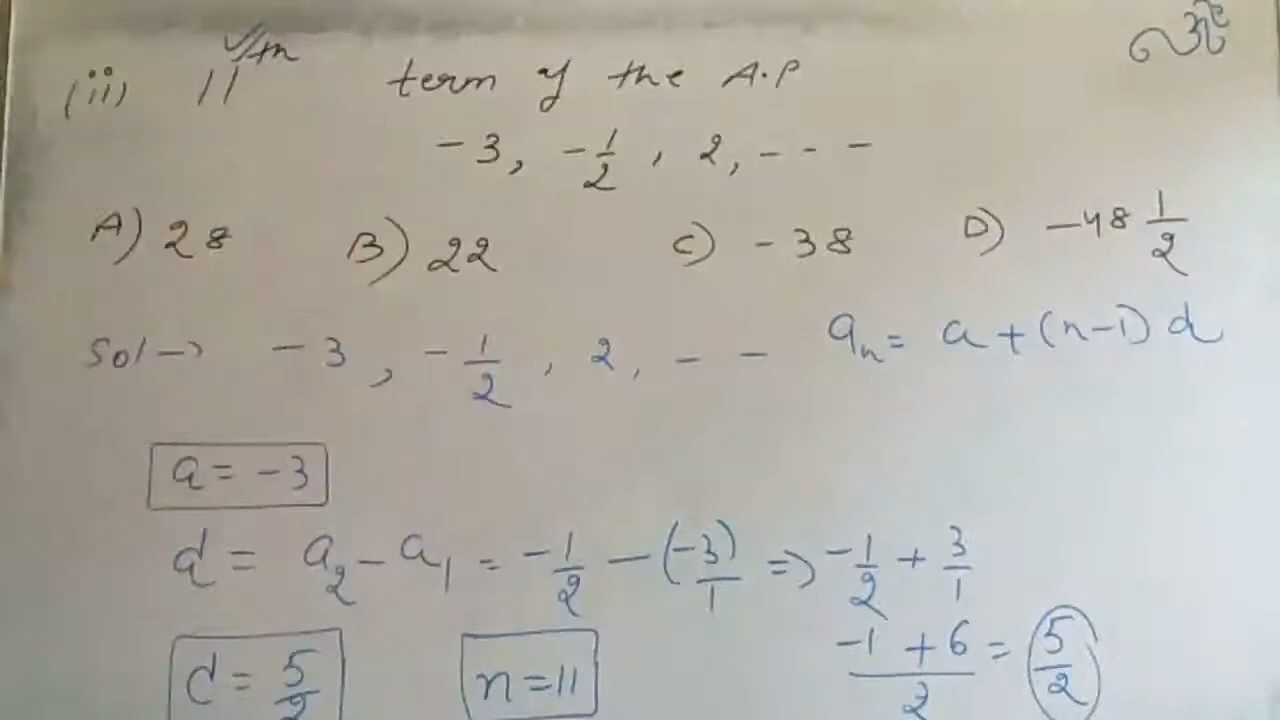 (ii) 11th term of the A.P
-3, -1/2, 2, - - -
A) 28 B) 22 C) -38 D) -48 1/2
Sol → -3, -1/2, 2, - - aₙ = a + (n-1) d
a = -3
d = a₂ - a₁ = -1/2 - (-3)/1 => -1/2 + 3/1
d = 5/2 n = 11 -1 + 6 / 2 = 5/2